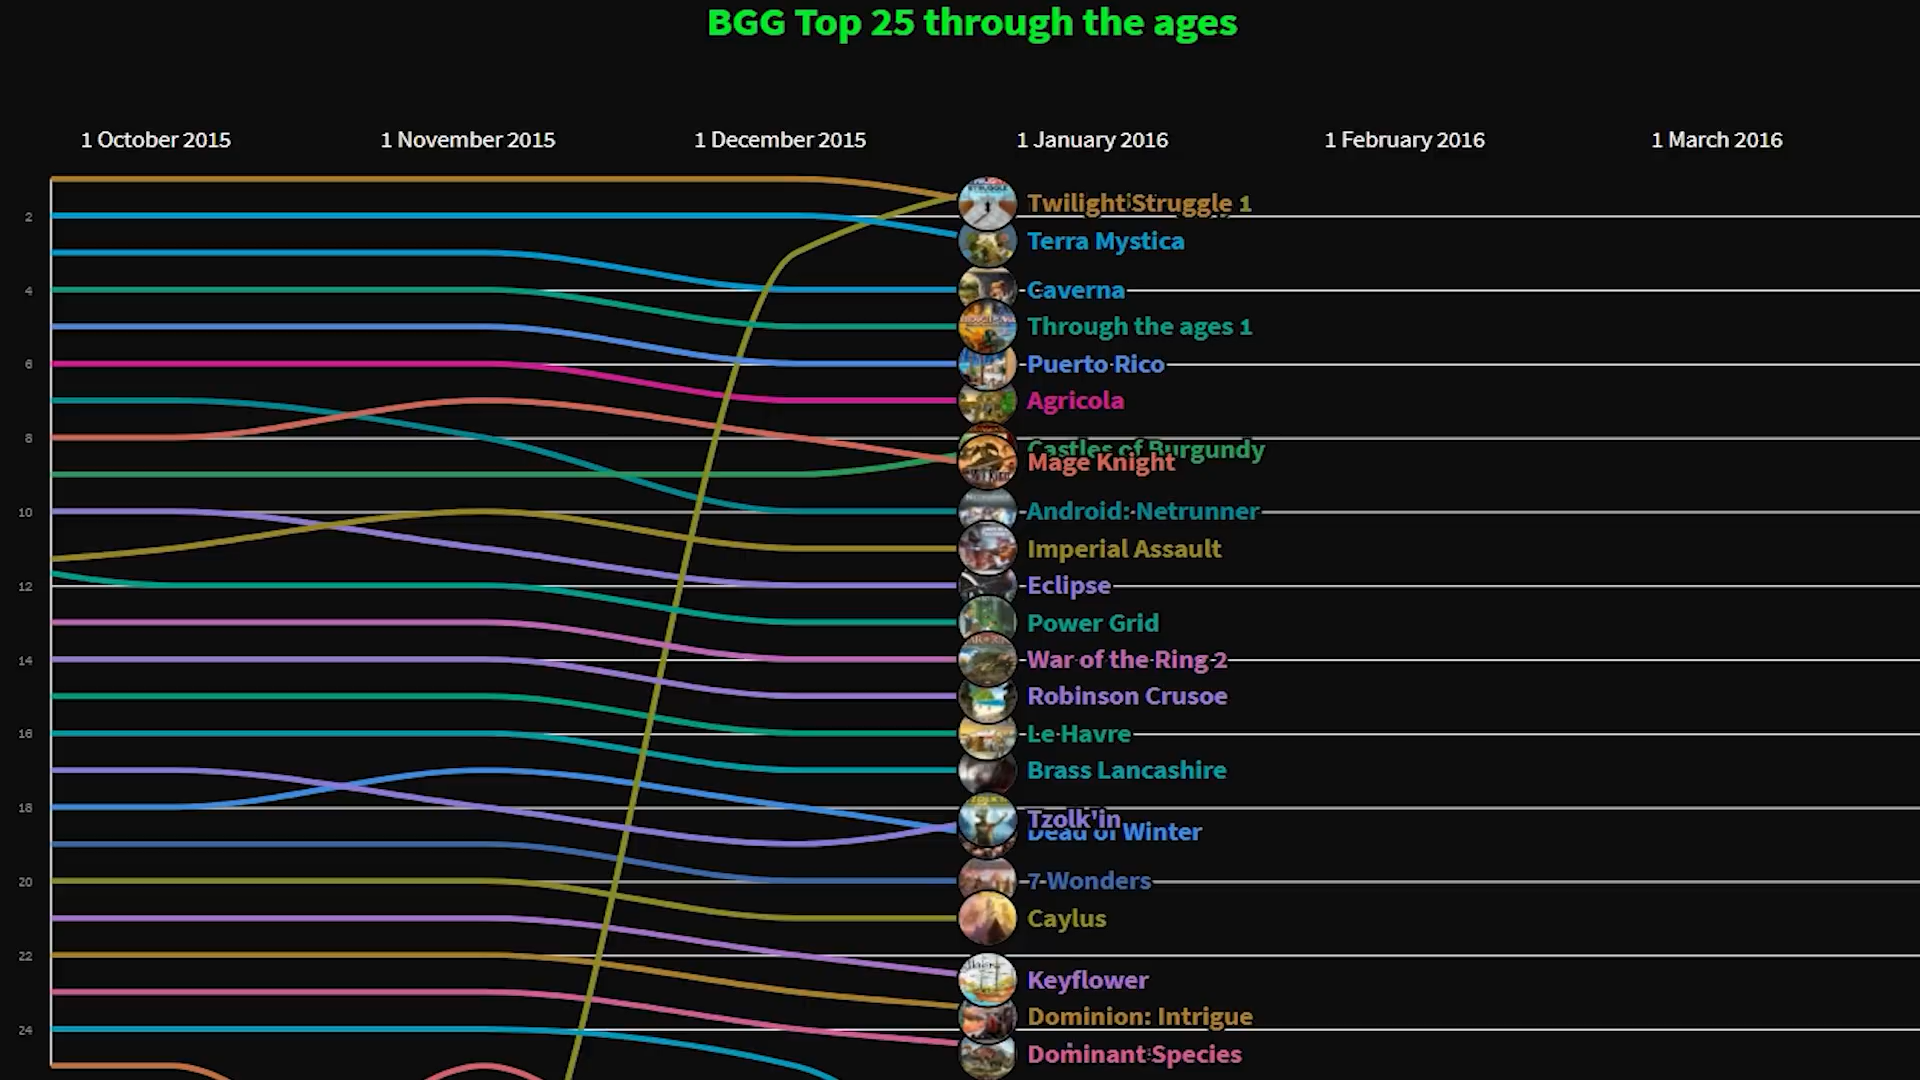 BGG Top 25 through the ages
1 October 2015 1 November 2015 1 December 2015 1 January 2016 1 February 2016 1 March 2016
Twilight Struggle 1
2
Terra Mystica
4 Caverna
Through the ages 1
6 Puerto Rico
Agricola
8
Castles of Burgundy
Mage Knight
10 Android: Netrunner
Imperial Assault
12 Eclipse
Power Grid
14 War of the Ring 2
Robinson Crusoe
16 Le Havre
Brass Lancashire
18
Tzolk'in
Dead of Winter
20 7 Wonders
Caylus
22
Keyflower
Dominion: Intrigue
24
Dominant Species